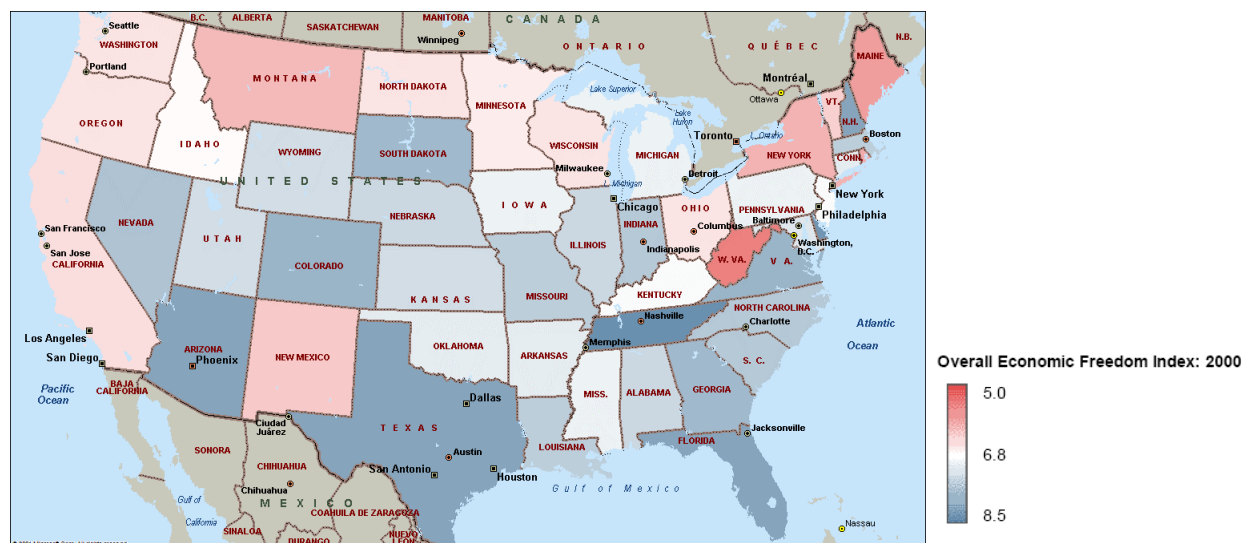 CANADA
B.C.
ALBERTA
SASKATCHEWAN
MANITOBA
Winnipeg
ONTARIO
QUÉBEC
N.B.
Seattle
WASHINGTON
Portland
OREGON
IDAHO
MONTANA
NORTH DAKOTA
MINNESOTA
Lake Superior
Lake
Huron
Montréal
Ottawa
MAINE
VT.
N.H.
Boston
Toronto
L. Ontario
NEW YORK
CONN.
WYOMING
SOUTH DAKOTA
WISCONSIN
Milwaukee
L. Michigan
MICHIGAN
Detroit
UNITED STATES
New York
NEVADA
UTAH
COLORADO
NEBRASKA
IOWA
Chicago
ILLINOIS
INDIANA
Indianapolis
OHIO
Columbus
PENNSYLVANIA
Philadelphia
Baltimore
Washington,
D.C.
W. VA.
V A.
San Francisco
San Jose
CALIFORNIA
KANSAS
MISSOURI
KENTUCKY
NORTH CAROLINA
Charlotte
Nashville
Memphis
S. C.
Los Angeles
San Diego
ARIZONA
Phoenix
NEW MEXICO
OKLAHOMA
ARKANSAS
MISS.
ALABAMA
GEORGIA
Atlantic
Ocean
Pacific
Ocean
BAJA
CALIFORNIA
TEXAS
Dallas
Austin
San Antonio
Houston
LOUISIANA
FLORIDA
Jacksonville
Ciudad
Juárez
SONORA
CHIHUAHUA
Chihuahua
MEXICO
COAHUILA DE ZARAGOZA
Gulf of
California
SINALOA
DURANGO
NUEVO
LEÓN
Gulf of Mexico
Nassau
Overall Economic Freedom Index: 2000
5.0
6.8
8.5